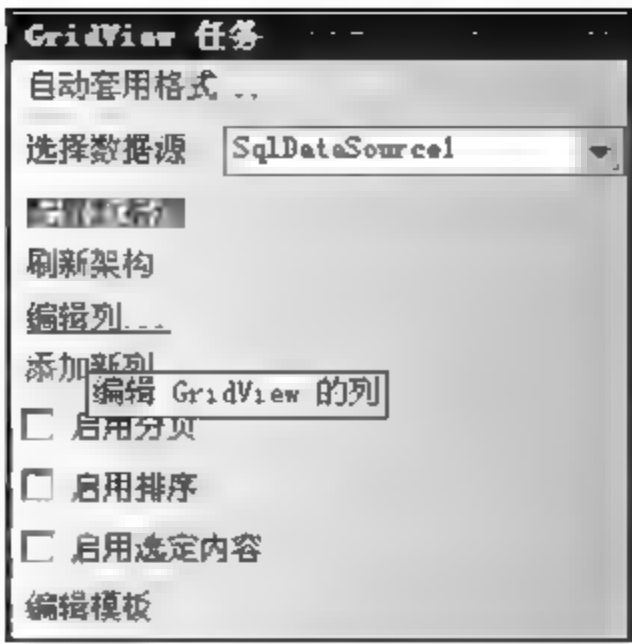 GridView 任务
自动套用格式...
选择数据源 SqlDataSource1
刷新架构
编辑列...
添加新列
编辑 GridView 的列
启用分页
启用排序
启用选定内容
编辑模板